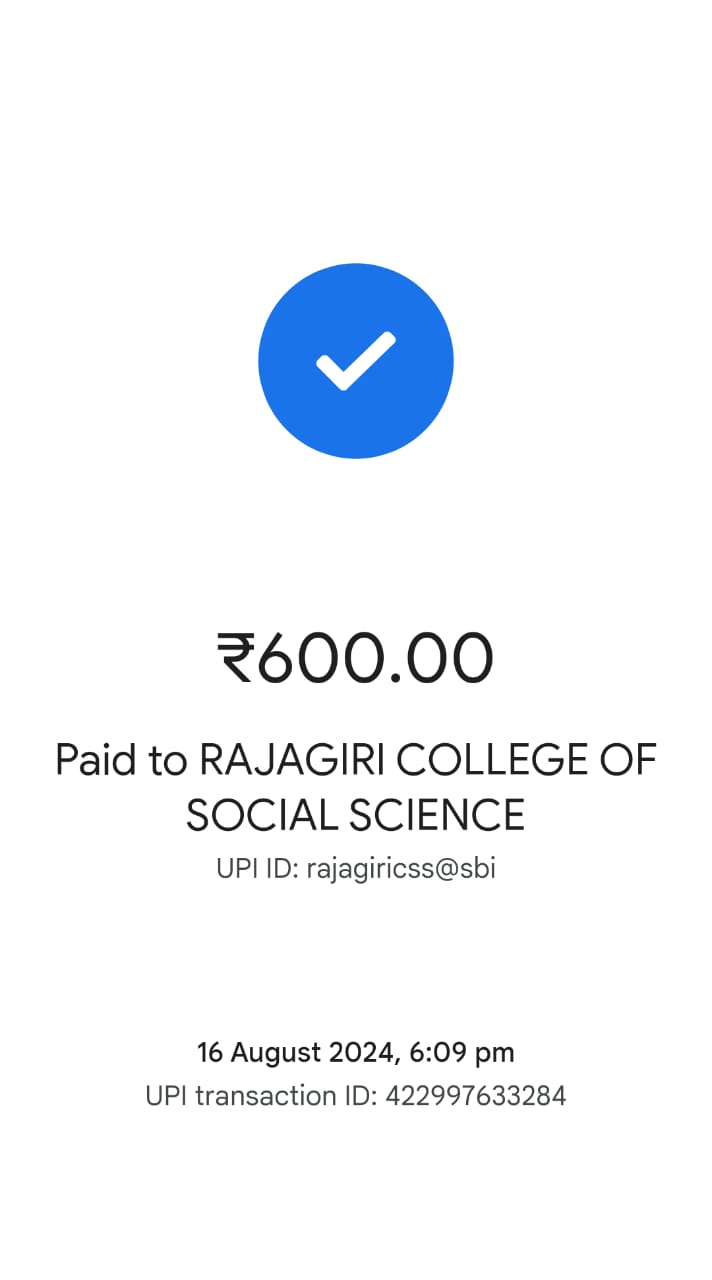 ₹600.00
Paid to RAJAGIRI COLLEGE OF
SOCIAL SCIENCE
UPI ID: rajagiricss@sbi
16 August 2024, 6:09 pm
UPI transaction ID: 422997633284